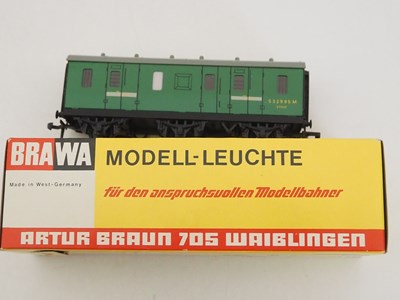 BRAWA
MODELL-LEUCHTE
Made in West-Germany
für den anspruchsvollen Modellbahner
ARTUR BRAUN 705 WAIBLINGEN